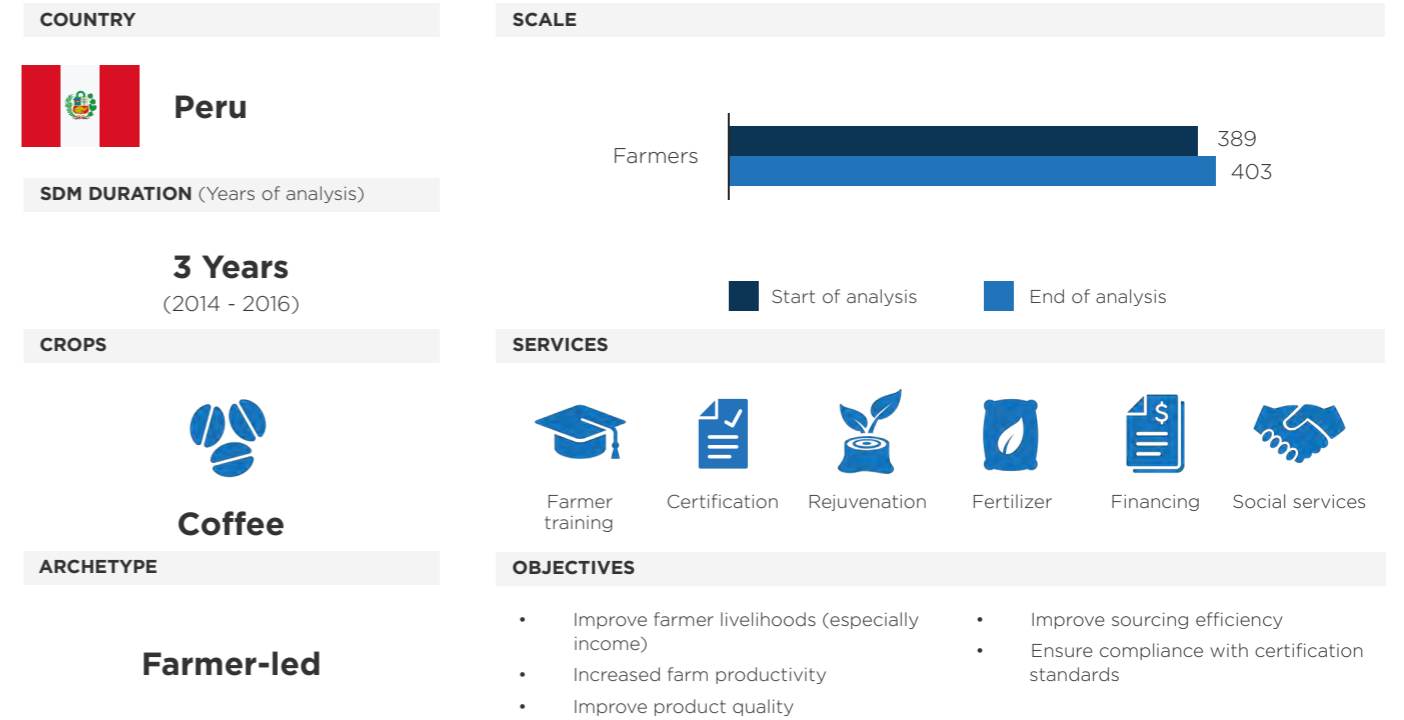 COUNTRY
Peru
SDM DURATION (Years of analysis)
3 Years
(2014 - 2016)
CROPS
Coffee
ARCHETYPE
Farmer-led
SCALE
Farmers
389
403
Start of analysis
End of analysis
SERVICES
Farmer
training
Certification
Rejuvenation
Fertilizer
$
Financing
Social services
OBJECTIVES
• Improve farmer livelihoods (especially
income)
• Increased farm productivity
• Improve product quality
• Improve sourcing efficiency
• Ensure compliance with certification
standards